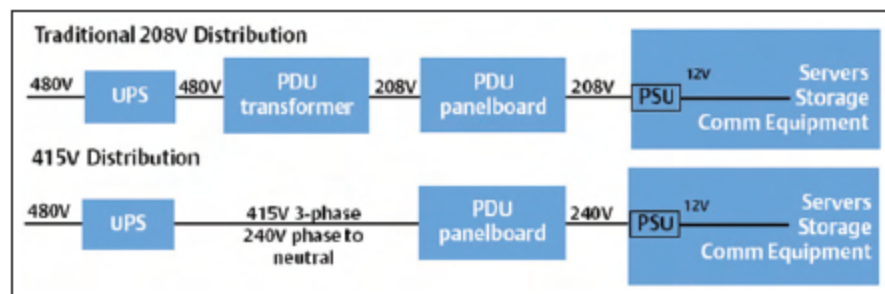 Traditional 208V Distribution
480V UPS 480V PDU transformer 208V PDU panelboard 208V PSU 12V Servers
Storage
Comm Equipment
415V Distribution
480V UPS 415V 3-phase
240V phase to
neutral
PDU
panelboard
240V PSU 12V Servers
Storage
Comm Equipment